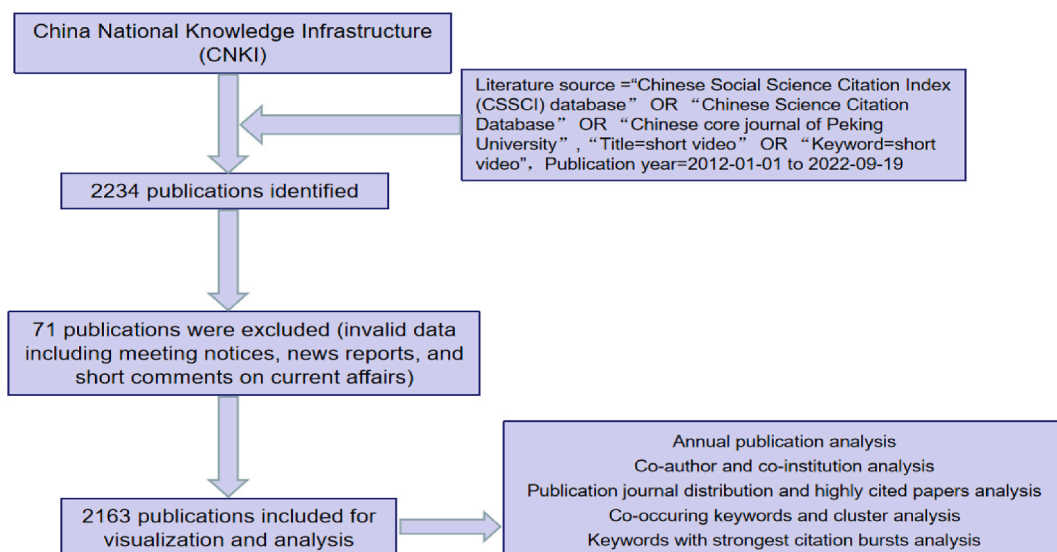 China National Knowledge Infrastructure
(CNKI)
Literature source =“Chinese Social Science Citation Index
(CSSCI) database” OR “Chinese Science Citation
Database” OR “Chinese core journal of Peking
University”, “Title=short video” OR “Keyword=short
video”，Publication year=2012-01-01 to 2022-09-19
2234 publications identified
71 publications were excluded (invalid data
including meeting notices, news reports, and
short comments on current affairs)
2163 publications included for
visualization and analysis
Annual publication analysis
Co-author and co-institution analysis
Publication journal distribution and highly cited papers analysis
Co-occuring keywords and cluster analysis
Keywords with strongest citation bursts analysis